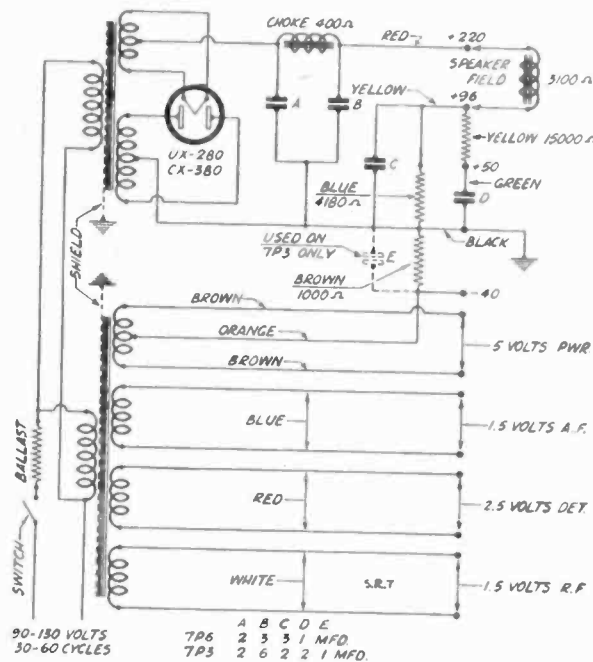 CHOKE 400Ω
RED
+220
SPEAKER
FIELD
3100Ω
+96
A
B
YELLOW
UX-280
CX-380
C
YELLOW 15000Ω
+50
BLUE
4180Ω
GREEN
D
USED ON
7P3 ONLY
E
BLACK
SHIELD
BROWN
1000Ω
-40
BROWN
ORANGE
BROWN
5 VOLTS PWR.
BLUE
1.5 VOLTS A.F.
BALLAST
RED
2.5 VOLTS DET.
SWITCH
WHITE
S.R.T
1.5 VOLTS R.F
90-130 VOLTS
30-60 CYCLES
A B C D E
7P6 2 3 3 1 MFD.
7P3 2 6 2 2 1 MFD.